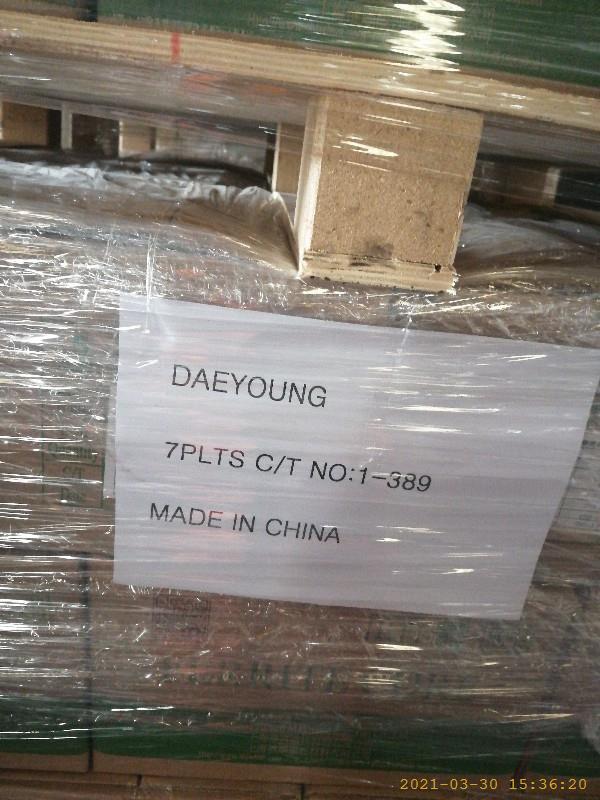 DAEYOUNG
7PLTS C/T NO:1-389
MADE IN CHINA
2021-03-30 15:36:20